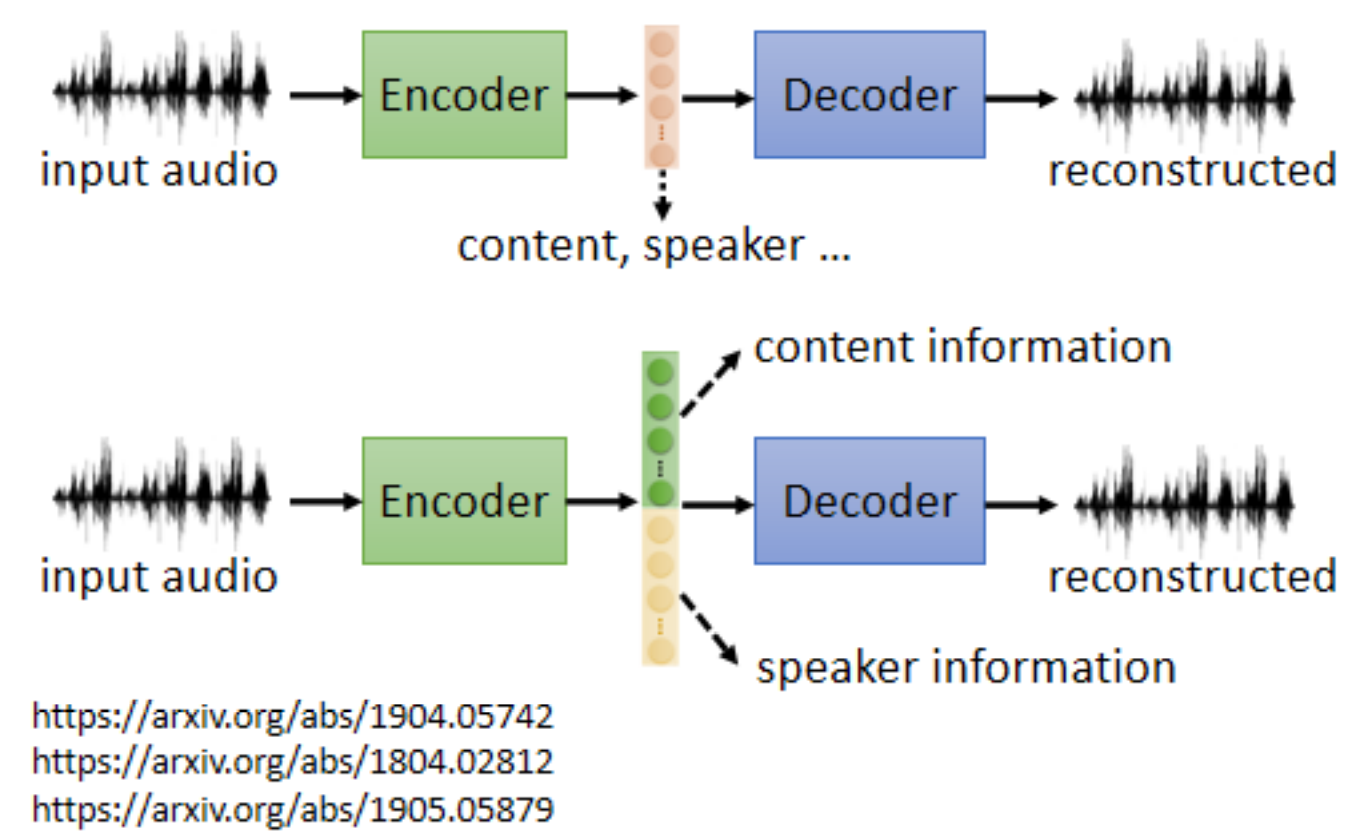 Encoder
Decoder
input audio
reconstructed
content, speaker ...
content information
Encoder
Decoder
input audio
reconstructed
speaker information
https://arxiv.org/abs/1904.05742
https://arxiv.org/abs/1804.02812
https://arxiv.org/abs/1905.05879